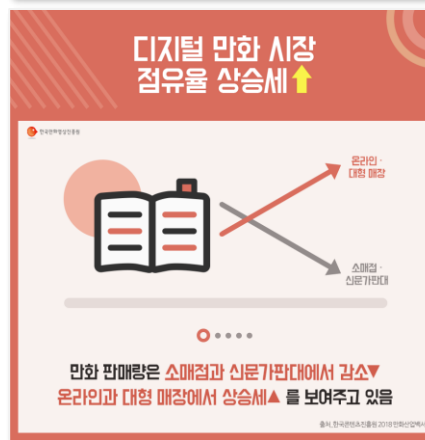 디지털 만화 시장
점유율 상승세
한국만화영상진흥원
온라인 ·
대형 매장
소매점 ·
신문가판대
만화 판매량은 소매점과 신문가판대에서 감소▼
온라인과 대형 매장에서 상승세▲ 를 보여주고 있음
출처, 한국콘텐츠진흥원 2018 만화산업백서